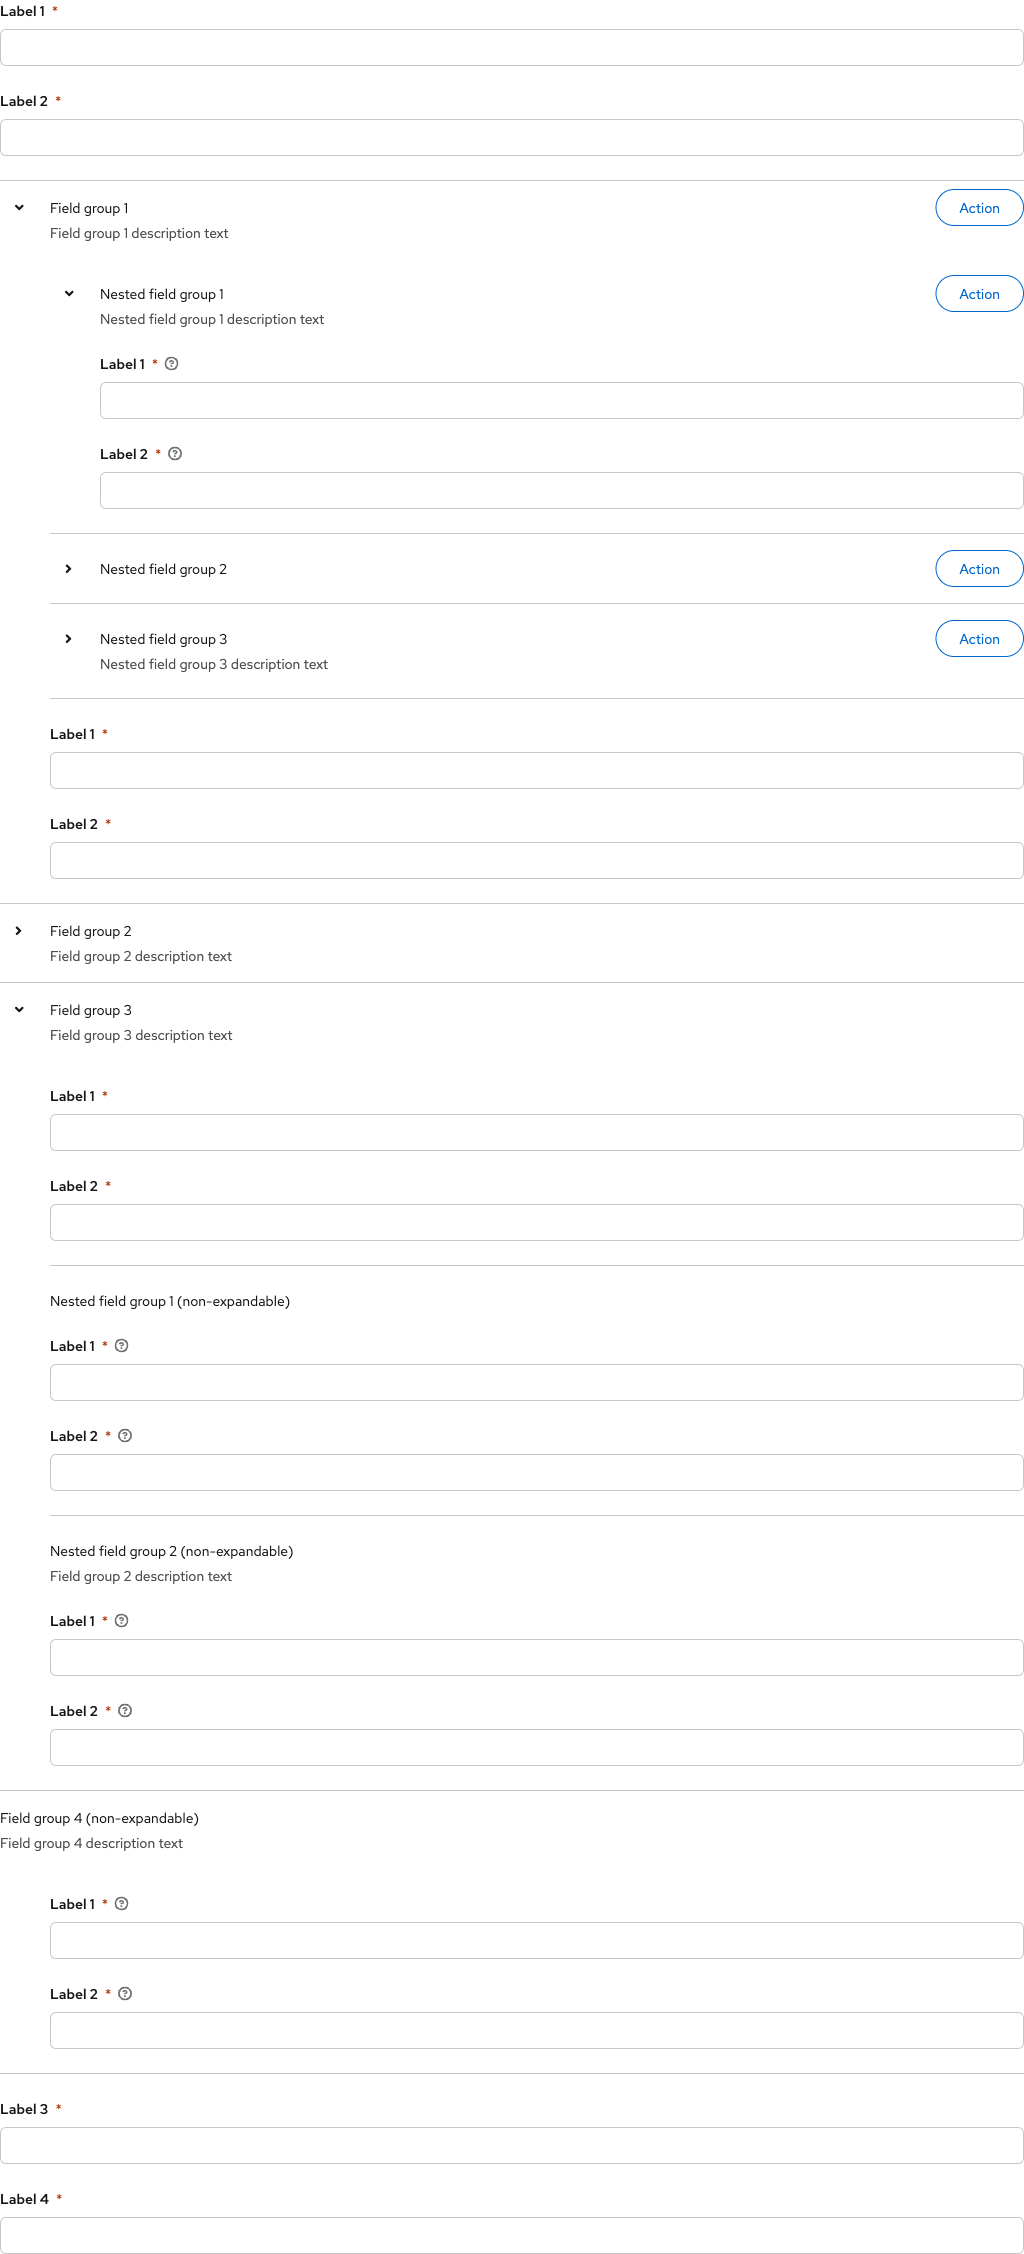 Label 1 *
Label 2 *
Field group 1
Action
Field group 1 description text
Nested field group 1
Action
Nested field group 1 description text
Label 1 *
Label 2 *
Nested field group 2
Action
Nested field group 3
Action
Nested field group 3 description text
Label 1 *
Label 2 *
Field group 2
Field group 2 description text
Field group 3
Field group 3 description text
Label 1 *
Label 2 *
Nested field group 1 (non-expandable)
Label 1 *
Label 2 *
Nested field group 2 (non-expandable)
Field group 2 description text
Label 1 *
Label 2 *
Field group 4 (non-expandable)
Field group 4 description text
Label 1 *
Label 2 *
Label 3 *
Label 4 *